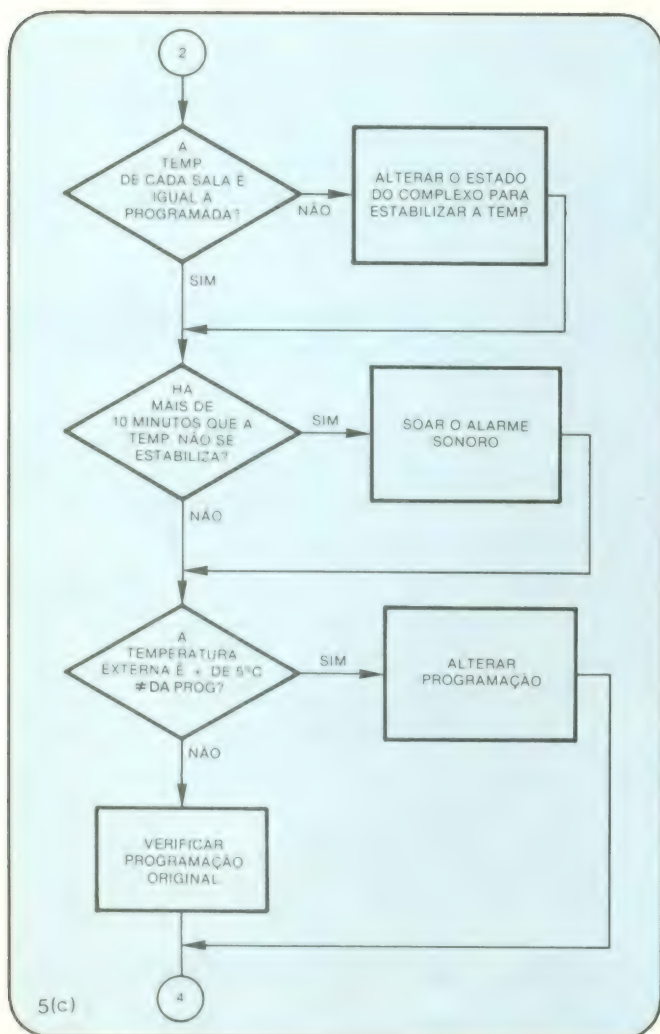 2
A
TEMP.
DE CADA SALA É
IGUAL À
PROGRAMADA?
NÃO
ALTERAR O ESTADO
DO COMPLEXO PARA
ESTABILIZAR A TEMP.
SIM
HÁ
MAIS DE
10 MINUTOS QUE A
TEMP. NÃO SE
ESTABILIZA?
SIM
SOAR O ALARME
SONORO
NÃO
A
TEMPERATURA
EXTERNA É + DE 5ºC
≠ DA PROG?
SIM
ALTERAR
PROGRAMAÇÃO
NÃO
VERIFICAR
PROGRAMAÇÃO
ORIGINAL
4
5(c)